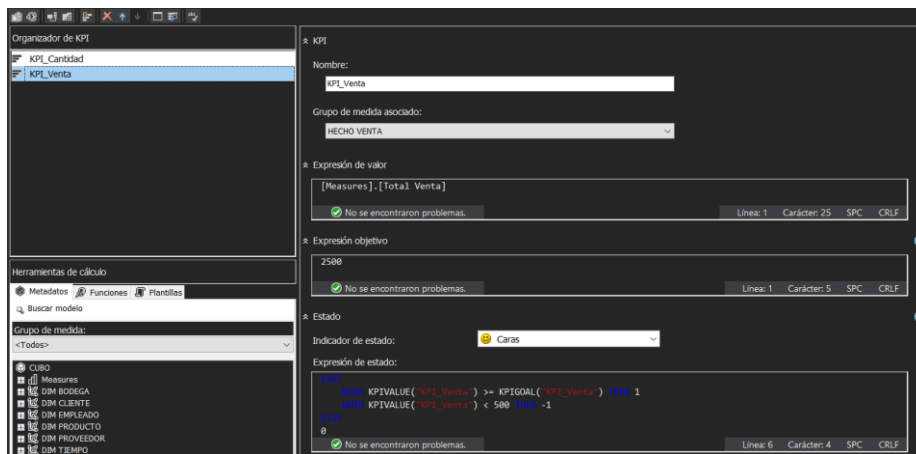 Organizador de KPI
KPI_Cantidad
KPI_Venta
Herramientas de cálculo
Metadatos
Funciones
Plantillas
Buscar modelo
Grupo de medida:
<Todos>
CUBO
Measures
DIM BODEGA
DIM CLIENTE
DIM EMPLEADO
DIM PRODUCTO
DIM PROVEEDOR
DIM TIEMPO
KPI
Nombre:
KPI_Venta
Grupo de medida asociado:
HECHO VENTA
Expresión de valor
[Measures].[Total Venta]
No se encontraron problemas.
Línea: 1 Carácter: 25 SPC CRLF
Expresión objetivo
2500
No se encontraron problemas.
Línea: 1 Carácter: 5 SPC CRLF
Estado
Indicador de estado:
Caras
Expresión de estado:
CASE
WHEN KPIVALUE("KPI_Venta") >= KPIGOAL("KPI_Venta") THEN 1
WHEN KPIVALUE("KPI_Venta") < 500 THEN -1
ELSE
0
No se encontraron problemas.
Línea: 6 Carácter: 4 SPC CRLF